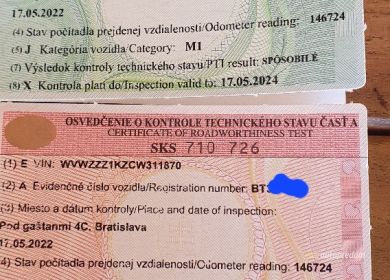 17.05.2022
(4) Stav počítadla prejdenej vzdialenosti/Odometer reading: 146724
(5) J Kategória vozidla/Category: M1
(7) Výsledok kontroly technického stavu/PTI result: SPÔSOBILÉ
(8) X Kontrola platí do/Inspection valid to: 17.05.2024
OSVEDČENIE O KONTROLE TECHNICKÉHO STAVU ČASŤ A
CERTIFICATE OF ROADWORTHINESS TEST
SKS 710 726
(1) E VIN: WVWZZZ1KZCW311870
(2) A Evidenčné číslo vozidla/Registration number: BT
(3) Miesto a dátum kontroly/Place and date of inspection:
Pod gaštanmi 4C, Bratislava
17.05.2022
4) Stav počítadla prejdenej vzdialenosti/Odometer reading: 146724